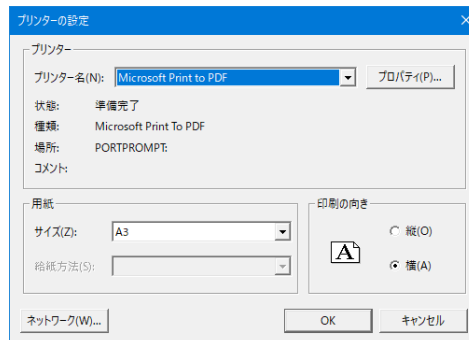 プリンターの設定
プリンター
プリンター名(N): Microsoft Print to PDF プロパティ(P)...
状態: 準備完了
種類: Microsoft Print To PDF
場所: PORTPROMPT:
コメント:
用紙
サイズ(Z): A3
給紙方法(S):
印刷の向き
A
縦(O)
横(A)
ネットワーク(W)... OK キャンセル